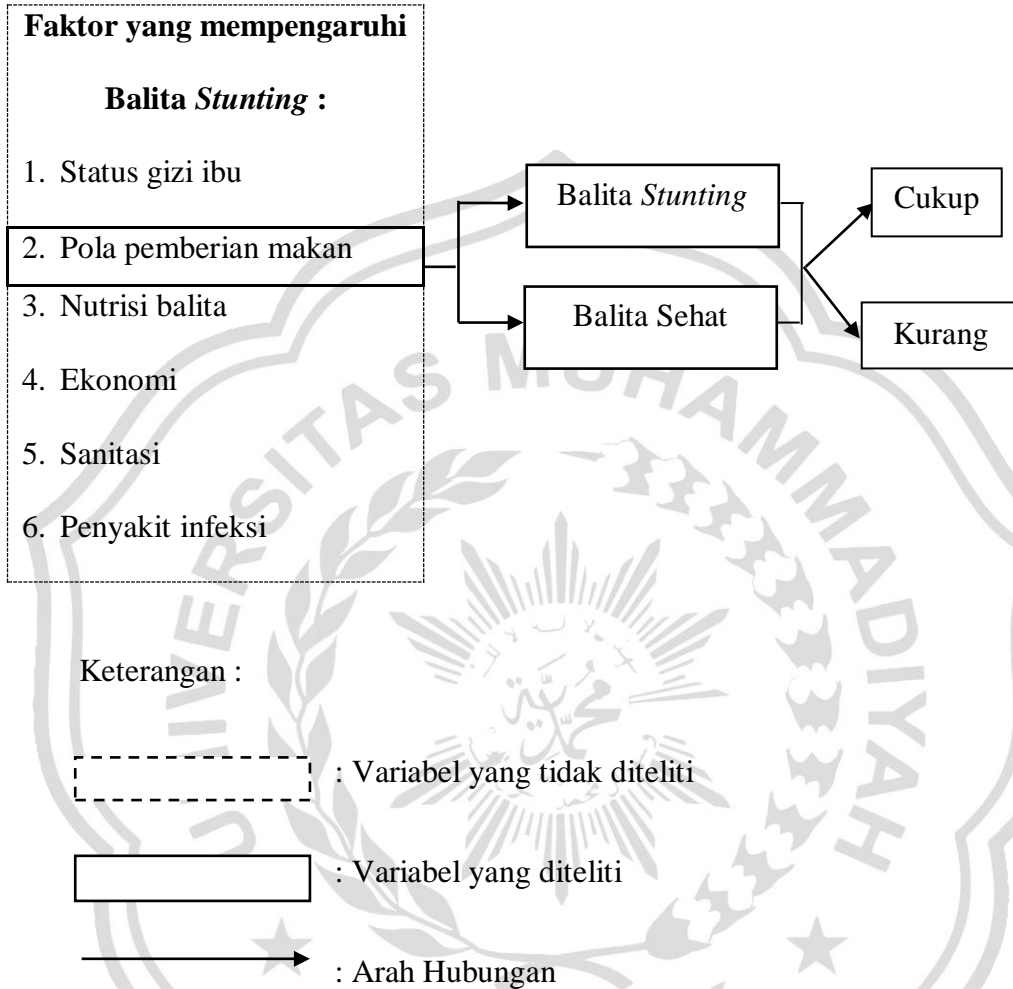 Faktor yang mempengaruhi
Balita Stunting :
1. Status gizi ibu
2. Pola pemberian makan
3. Nutrisi balita
4. Ekonomi
5. Sanitasi
6. Penyakit infeksi
Balita Stunting
Balita Sehat
Cukup
Kurang
Keterangan :
: Variabel yang tidak diteliti
: Variabel yang diteliti
: Arah Hubungan
UNIVERSITAS MUHAMMADIYAH